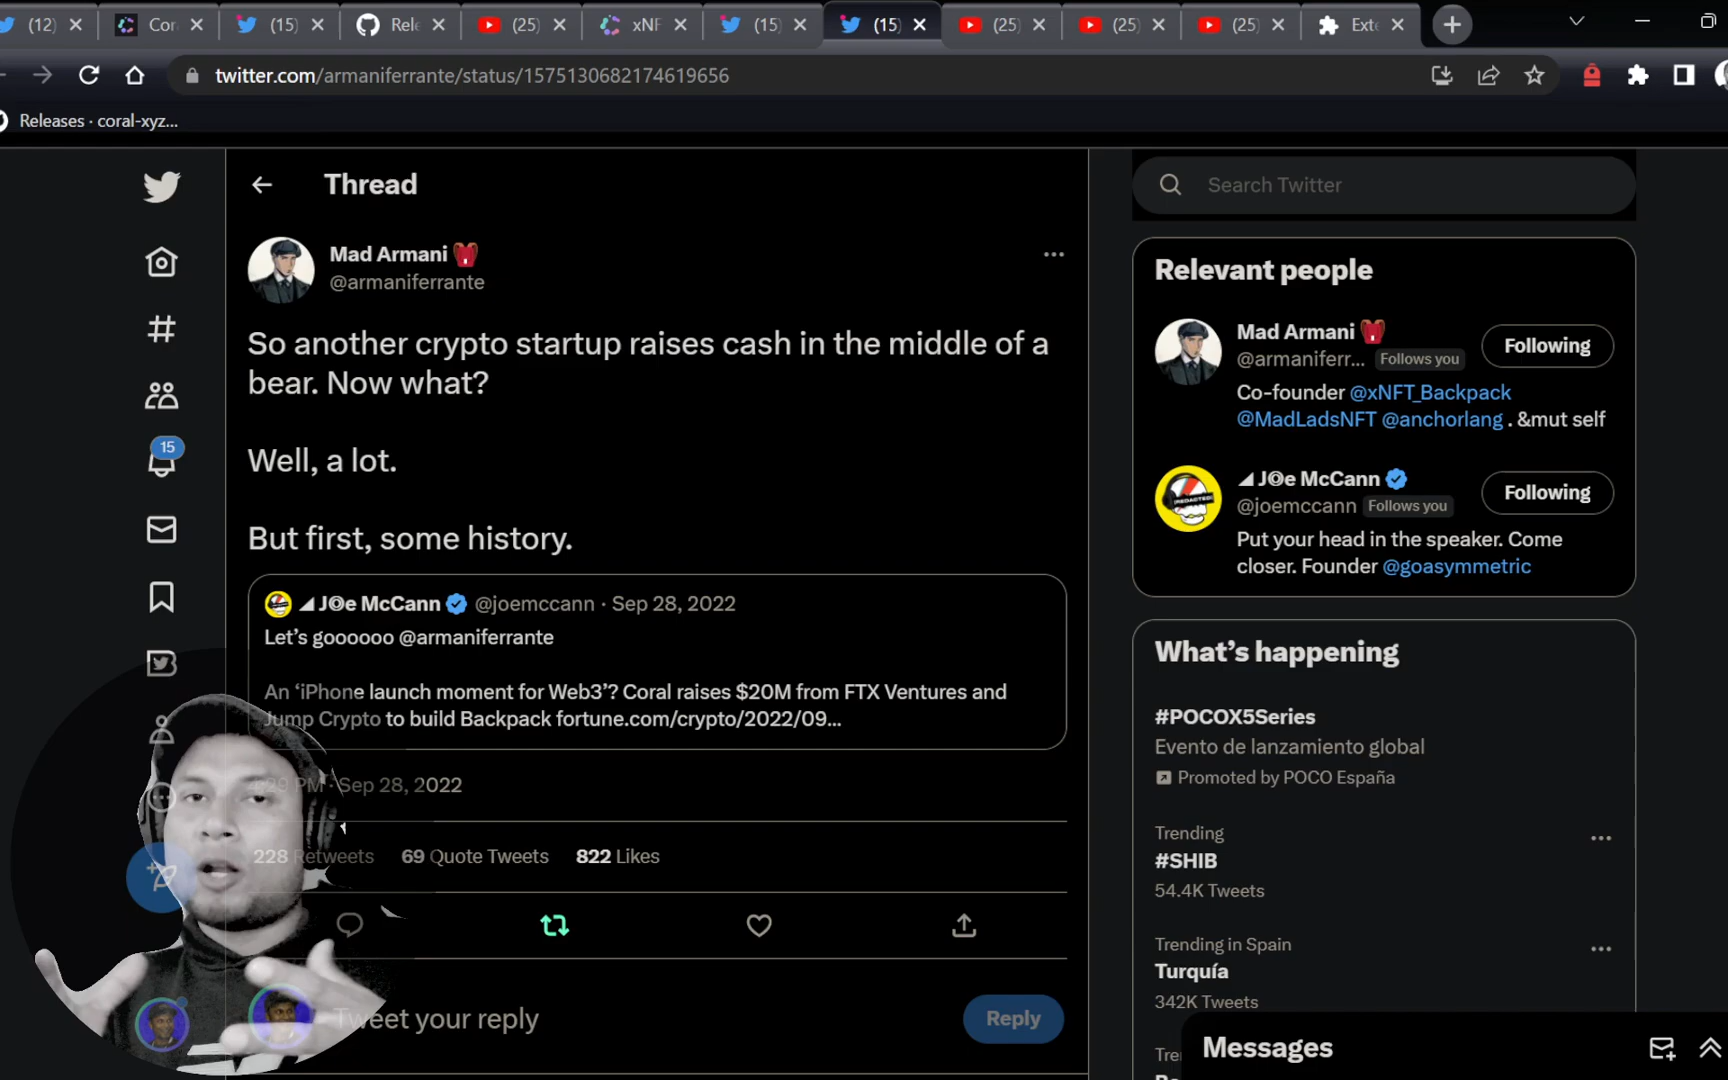 (12)
Cor
(15)
Rele
(25)
xNF
(15)
(15)
(25)
(25)
(25)
Exte
twitter.com/armaniferrante/status/1575130682174619656
Releases · coral-xyz...
Thread
Search Twitter
Mad Armani
@armaniferrante
So another crypto startup raises cash in the middle of a
bear. Now what?
Well, a lot.
But first, some history.
◢ J◎e McCann @joemccann · Sep 28, 2022
Let's goooooo @armaniferrante
An 'iPhone launch moment for Web3'? Coral raises $20M from FTX Ventures and
Jump Crypto to build Backpack fortune.com/crypto/2022/09...
PM · Sep 28, 2022
228 Retweets 69 Quote Tweets 822 Likes
Tweet your reply
Reply
15
Relevant people
Mad Armani
@armaniferr... Follows you
Following
Co-founder @xNFT_Backpack
@MadLadsNFT @anchorlang . &mut self
◢ J◎e McCann
@joemccann Follows you
Following
Put your head in the speaker. Come
closer. Founder @goasymmetric
What's happening
#POCOX5Series
Evento de lanzamiento global
Promoted by POCO España
Trending
#SHIB
54.4K Tweets
Trending in Spain
Turquía
342K Tweets
Messages